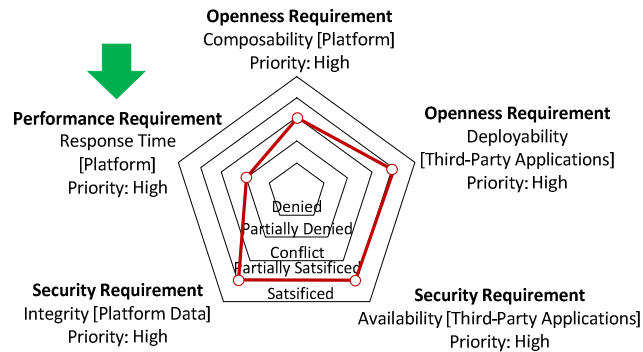 Openness Requirement
Composability [Platform]
Priority: High
Performance Requirement
Response Time
[Platform]
Priority: High
Openness Requirement
Deployability
[Third-Party Applications]
Priority: High
Denied
Partially Denied
Conflict
Partially Satsificed
Satsificed
Security Requirement
Integrity [Platform Data]
Priority: High
Security Requirement
Availability [Third-Party Applications]
Priority: High